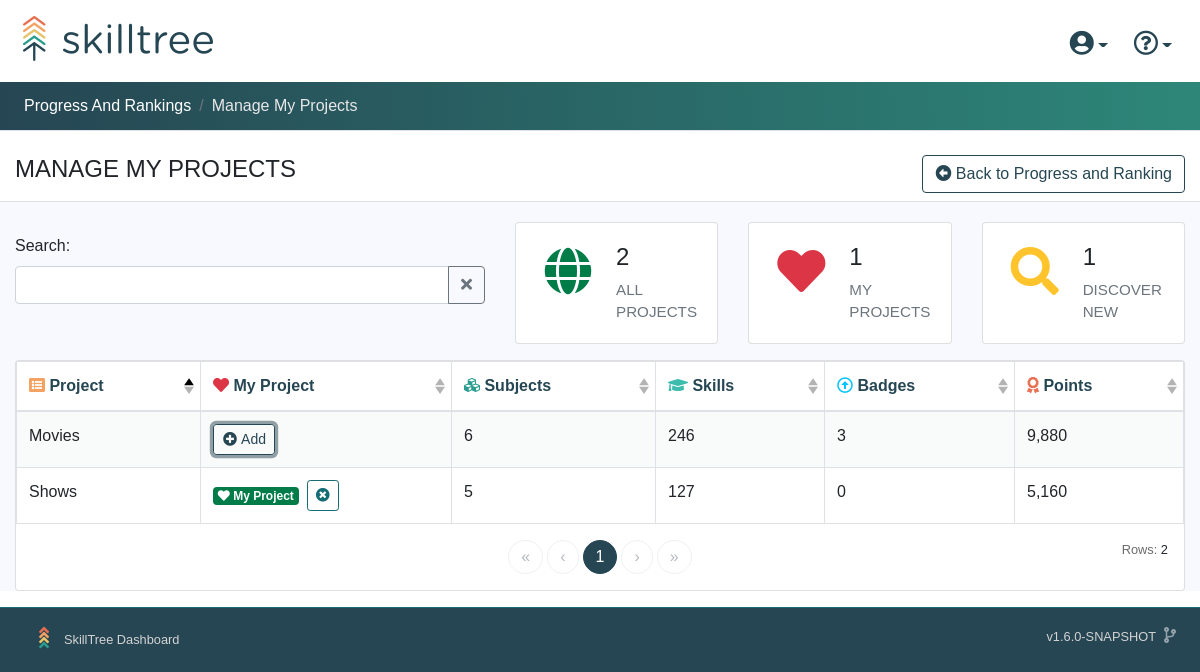 skilltree
Progress And Rankings / Manage My Projects
MANAGE MY PROJECTS
Back to Progress and Ranking
Search:
2
ALL
PROJECTS
1
MY
PROJECTS
1
DISCOVER
NEW
Project My Project Subjects Skills Badges Points
Movies Add 6 246 3 9,880
Shows My Project 5 127 0 5,160
« ‹ 1 › »
Rows: 2
SkillTree Dashboard
v1.6.0-SNAPSHOT